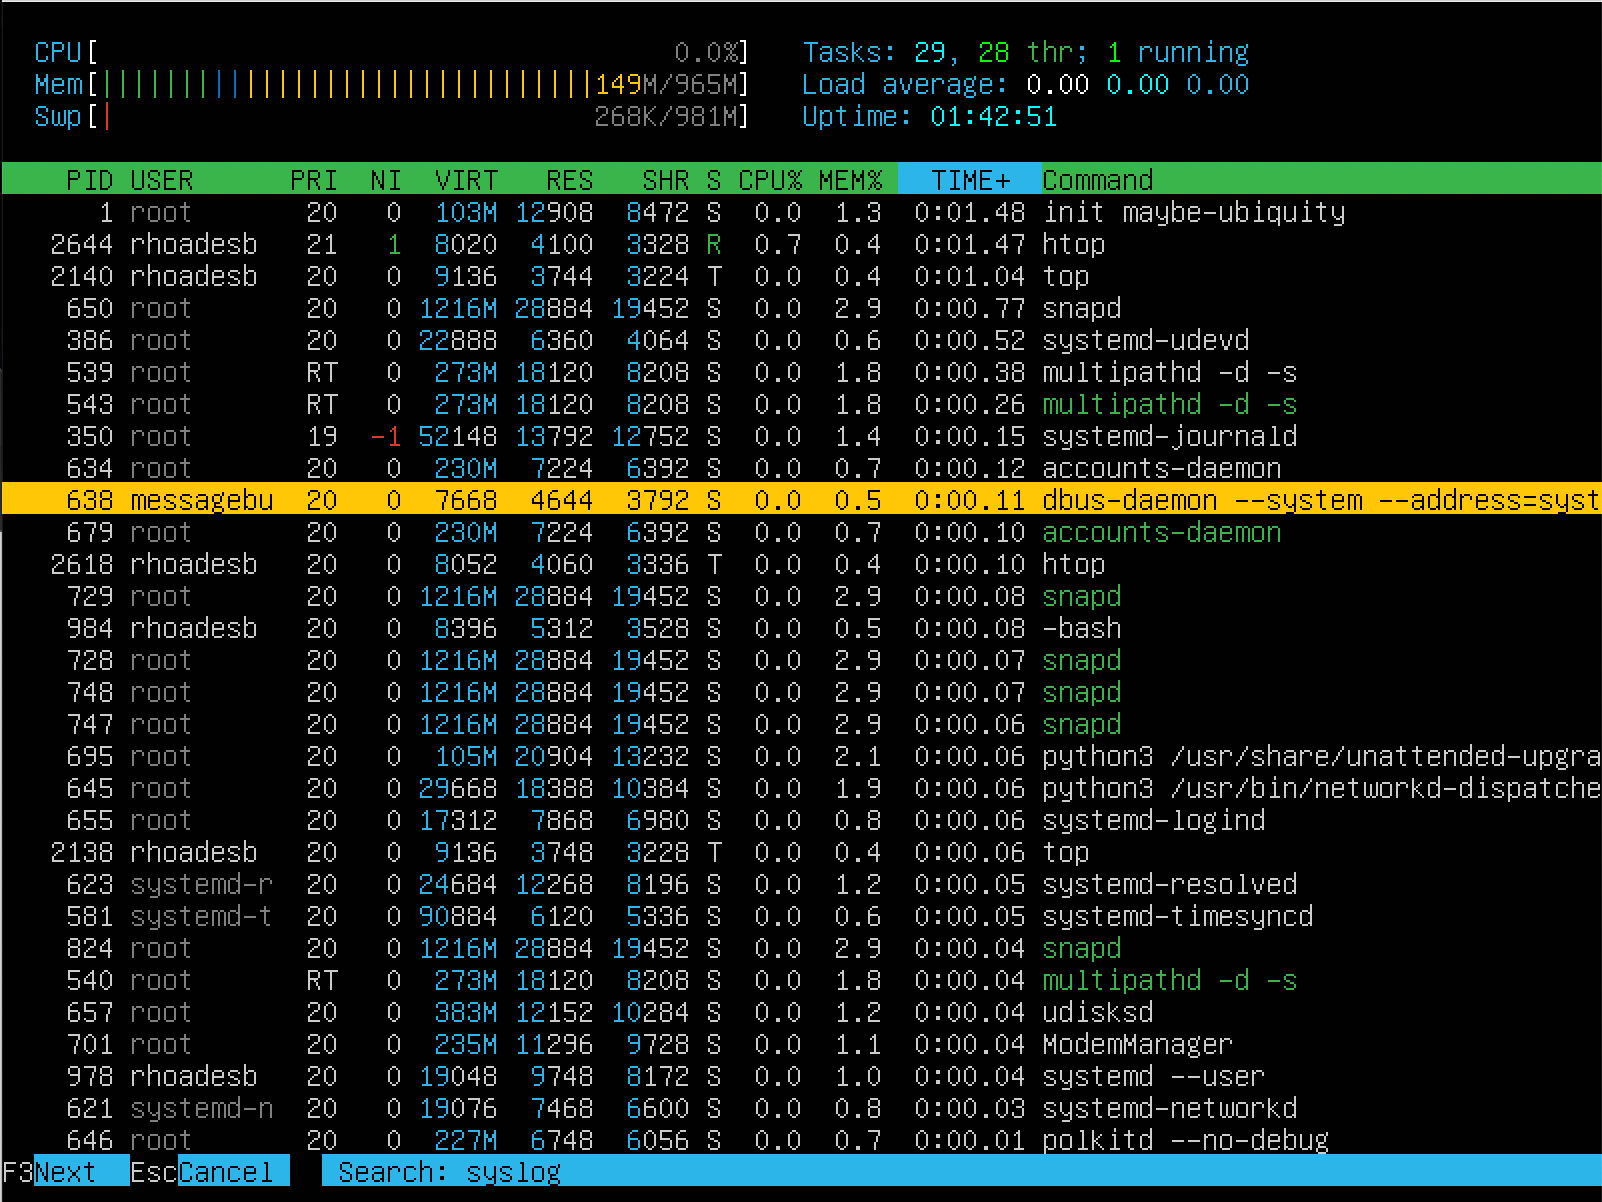 CPU[ 0.0%] Tasks: 29, 28 thr; 1 running
Mem[||||||||||||||||||||||||||||||||149M/965M] Load average: 0.00 0.00 0.00
Swp[| 268K/981M] Uptime: 01:42:51
PID USER PRI NI VIRT RES SHR S CPU% MEM% TIME+ Command
1 root 20 0 103M 12908 8472 S 0.0 1.3 0:01.48 init maybe-ubiquity
2644 rhoadesb 21 1 8020 4100 3328 R 0.7 0.4 0:01.47 htop
2140 rhoadesb 20 0 9136 3744 3224 T 0.0 0.4 0:01.04 top
650 root 20 0 1216M 28884 19452 S 0.0 2.9 0:00.77 snapd
386 root 20 0 22888 6360 4064 S 0.0 0.6 0:00.52 systemd-udevd
539 root RT 0 273M 18120 8208 S 0.0 1.8 0:00.38 multipathd -d -s
543 root RT 0 273M 18120 8208 S 0.0 1.8 0:00.26 multipathd -d -s
350 root 19 -1 52148 13792 12752 S 0.0 1.4 0:00.15 systemd-journald
634 root 20 0 230M 7224 6392 S 0.0 0.7 0:00.12 accounts-daemon
638 messagebu 20 0 7668 4644 3792 S 0.0 0.5 0:00.11 dbus-daemon --system --address=syst
679 root 20 0 230M 7224 6392 S 0.0 0.7 0:00.10 accounts-daemon
2618 rhoadesb 20 0 8052 4060 3336 T 0.0 0.4 0:00.10 htop
729 root 20 0 1216M 28884 19452 S 0.0 2.9 0:00.08 snapd
984 rhoadesb 20 0 8396 5312 3528 S 0.0 0.5 0:00.08 -bash
728 root 20 0 1216M 28884 19452 S 0.0 2.9 0:00.07 snapd
748 root 20 0 1216M 28884 19452 S 0.0 2.9 0:00.07 snapd
747 root 20 0 1216M 28884 19452 S 0.0 2.9 0:00.06 snapd
695 root 20 0 105M 20904 13232 S 0.0 2.1 0:00.06 python3 /usr/share/unattended-upgra
645 root 20 0 29668 18388 10384 S 0.0 1.9 0:00.06 python3 /usr/bin/networkd-dispatche
655 root 20 0 17312 7868 6980 S 0.0 0.8 0:00.06 systemd-logind
2138 rhoadesb 20 0 9136 3748 3228 T 0.0 0.4 0:00.06 top
623 systemd-r 20 0 24684 12268 8196 S 0.0 1.2 0:00.05 systemd-resolved
581 systemd-t 20 0 90884 6120 5336 S 0.0 0.6 0:00.05 systemd-timesyncd
824 root 20 0 1216M 28884 19452 S 0.0 2.9 0:00.04 snapd
540 root RT 0 273M 18120 8208 S 0.0 1.8 0:00.04 multipathd -d -s
657 root 20 0 383M 12152 10284 S 0.0 1.2 0:00.04 udisksd
701 root 20 0 235M 11296 9728 S 0.0 1.1 0:00.04 ModemManager
978 rhoadesb 20 0 19048 9748 8172 S 0.0 1.0 0:00.04 systemd --user
621 systemd-n 20 0 19076 7468 6600 S 0.0 0.8 0:00.03 systemd-networkd
646 root 20 0 227M 6748 6056 S 0.0 0.7 0:00.01 polkitd --no-debug
F3Next EscCancel Search: syslog